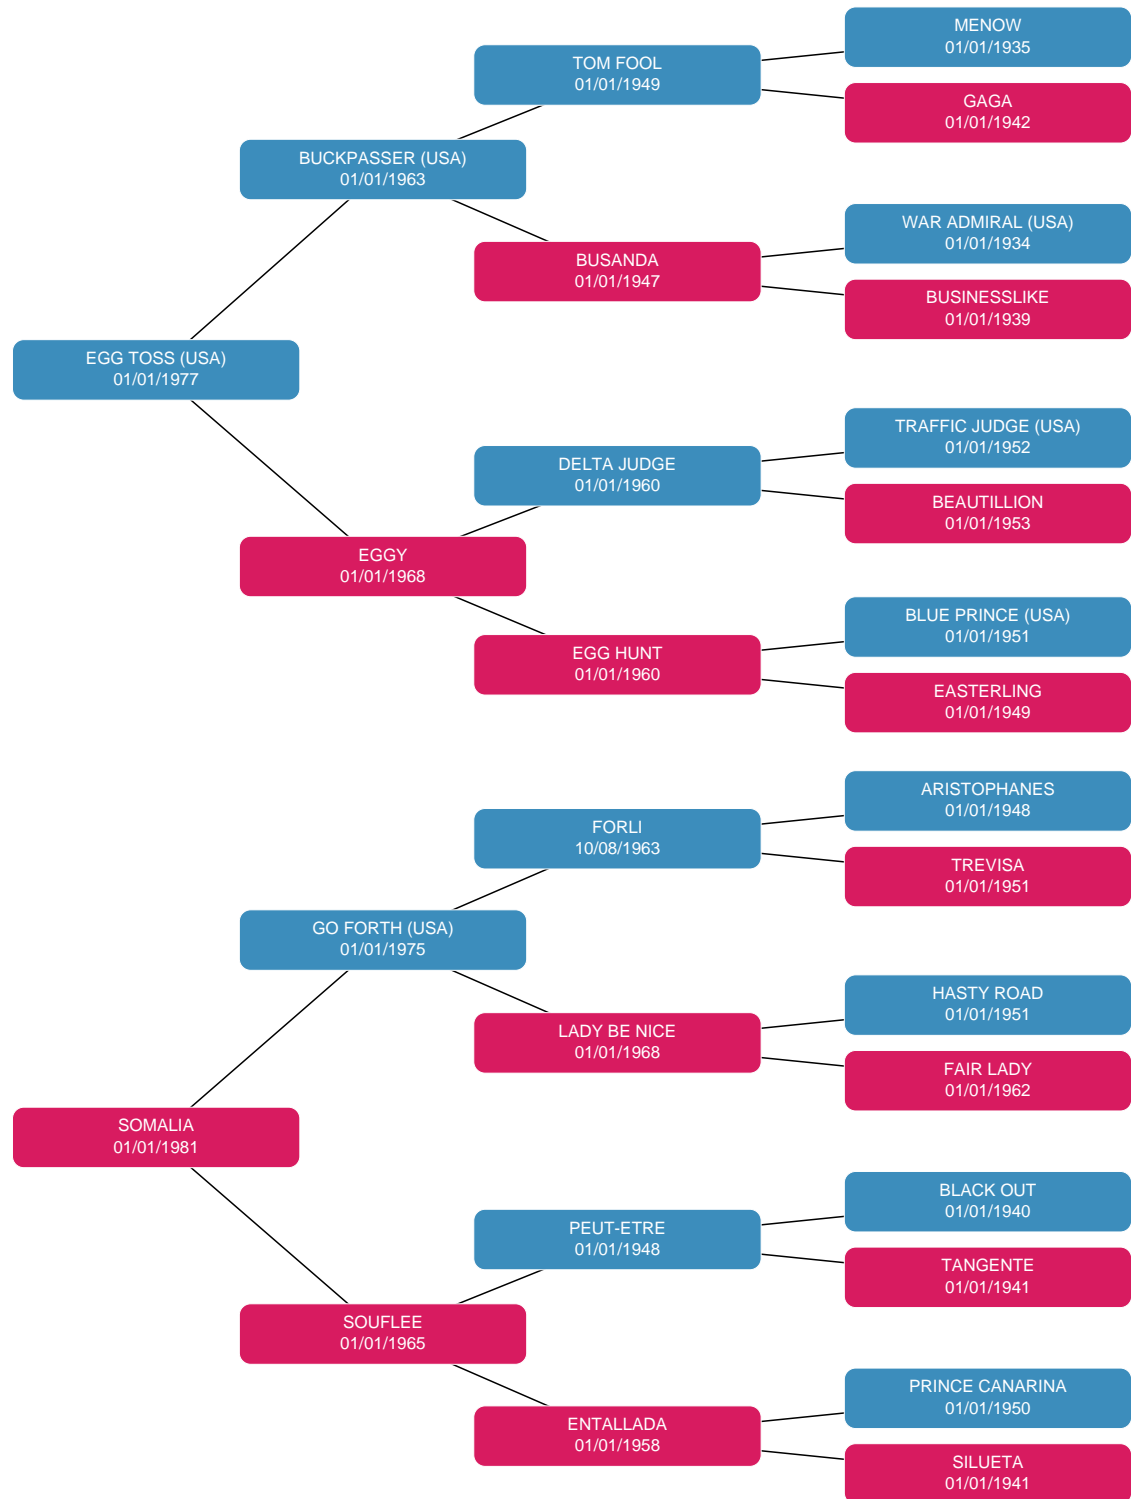 MENOW
01/01/1935
TOM FOOL
01/01/1949
GAGA
01/01/1942
BUCKPASSER (USA)
01/01/1963
WAR ADMIRAL (USA)
01/01/1934
BUSANDA
01/01/1947
BUSINESSLIKE
01/01/1939
EGG TOSS (USA)
01/01/1977
TRAFFIC JUDGE (USA)
01/01/1952
DELTA JUDGE
01/01/1960
BEAUTILLION
01/01/1953
EGGY
01/01/1968
BLUE PRINCE (USA)
01/01/1951
EGG HUNT
01/01/1960
EASTERLING
01/01/1949
ARISTOPHANES
01/01/1948
FORLI
10/08/1963
TREVISA
01/01/1951
GO FORTH (USA)
01/01/1975
HASTY ROAD
01/01/1951
LADY BE NICE
01/01/1968
FAIR LADY
01/01/1962
SOMALIA
01/01/1981
BLACK OUT
01/01/1940
PEUT-ETRE
01/01/1948
TANGENTE
01/01/1941
SOUFLEE
01/01/1965
PRINCE CANARINA
01/01/1950
ENTALLADA
01/01/1958
SILUETA
01/01/1941